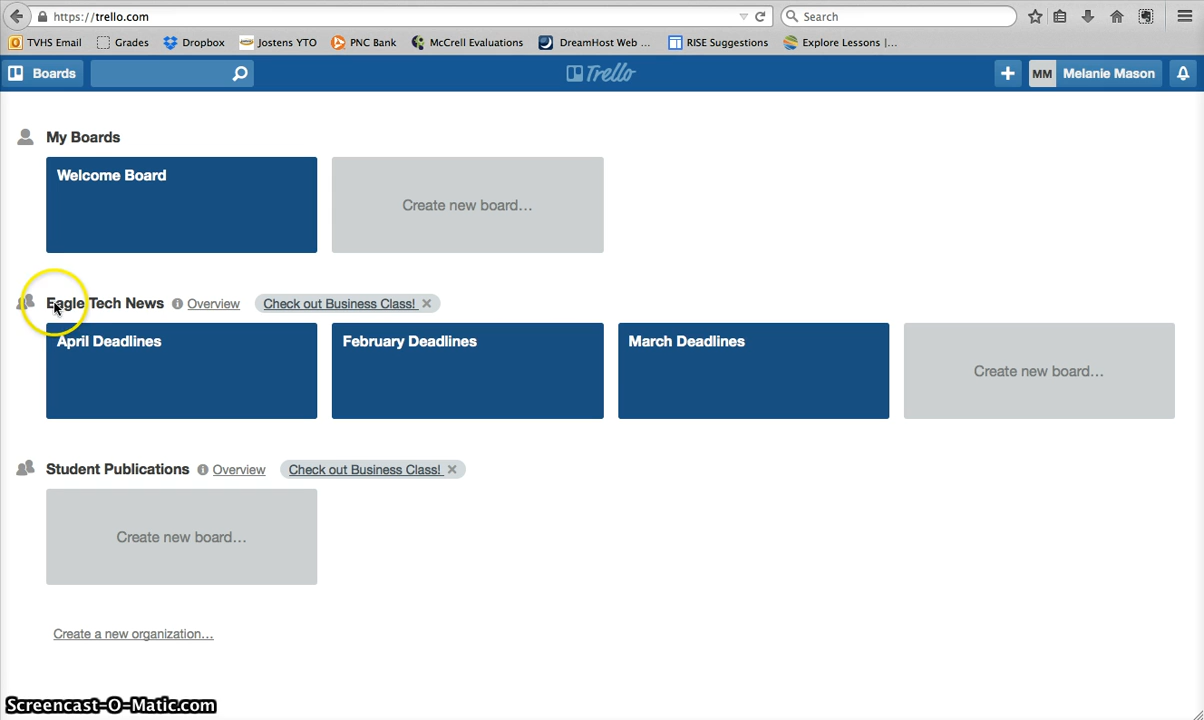 https://trello.com
Search
TVHS Email
Grades
Dropbox
Jostens YTO
PNC Bank
McCrell Evaluations
DreamHost Web ...
RISE Suggestions
Explore Lessons |...
Boards
Trello
MM
Melanie Mason
My Boards
Welcome Board
Create new board…
Eagle Tech News
Overview
Check out Business Class!
April Deadlines
February Deadlines
March Deadlines
Create new board…
Student Publications
Overview
Check out Business Class!
Create new board…
Create a new organization…
Screencast-O-Matic.com